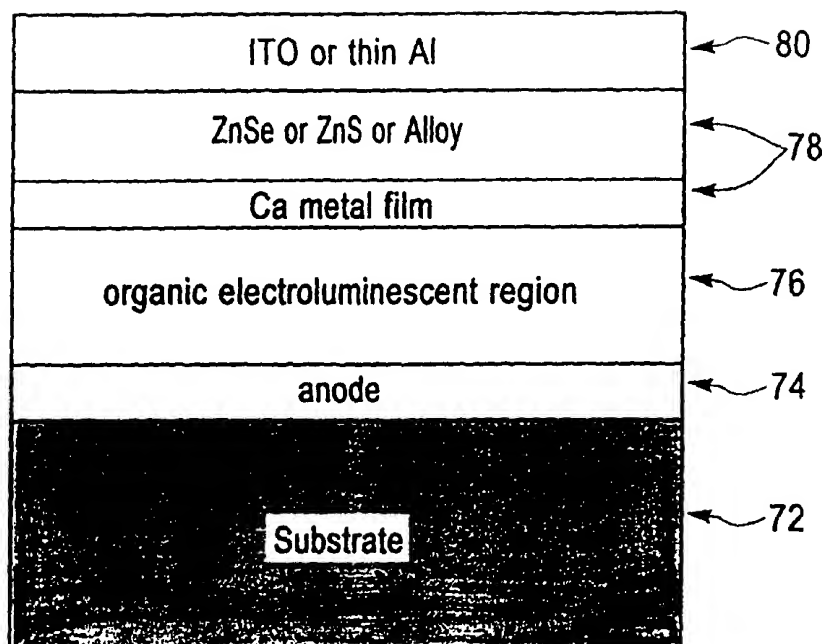 ITO or thin Al
80
ZnSe or ZnS or Alloy
78
Ca metal film
organic electroluminescent region
76
anode
74
Substrate
72